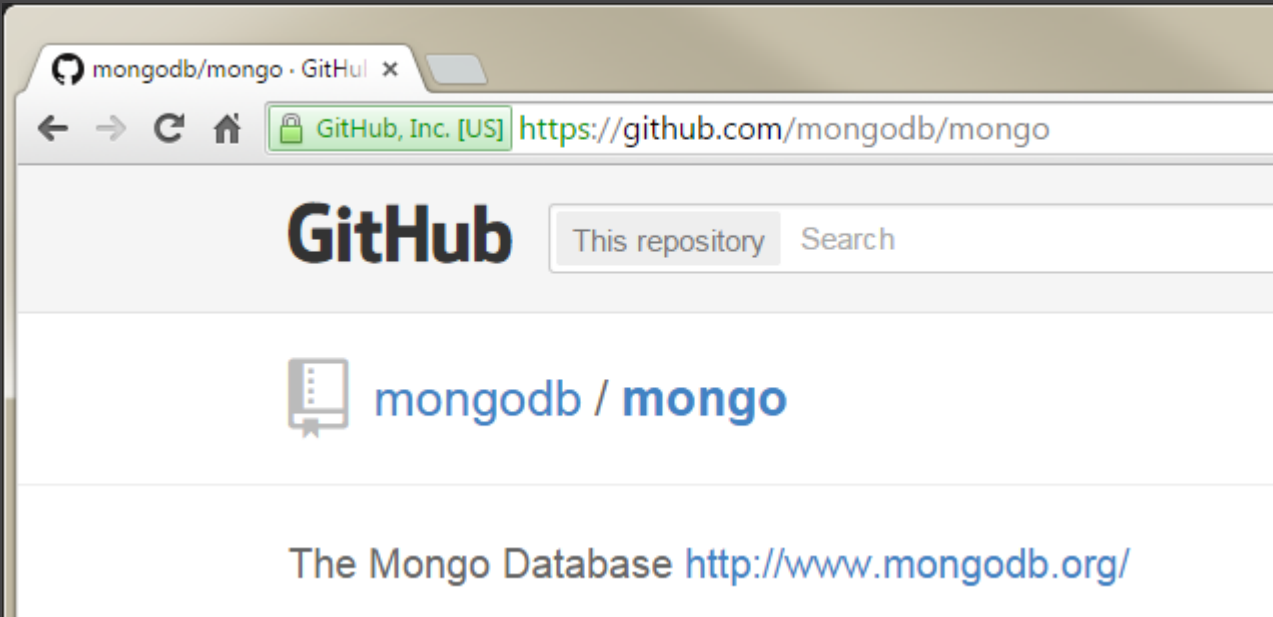 mongodb/mongo · GitHu
GitHub, Inc. [US] https://github.com/mongodb/mongo
GitHub This repository Search
mongodb / mongo
The Mongo Database http://www.mongodb.org/